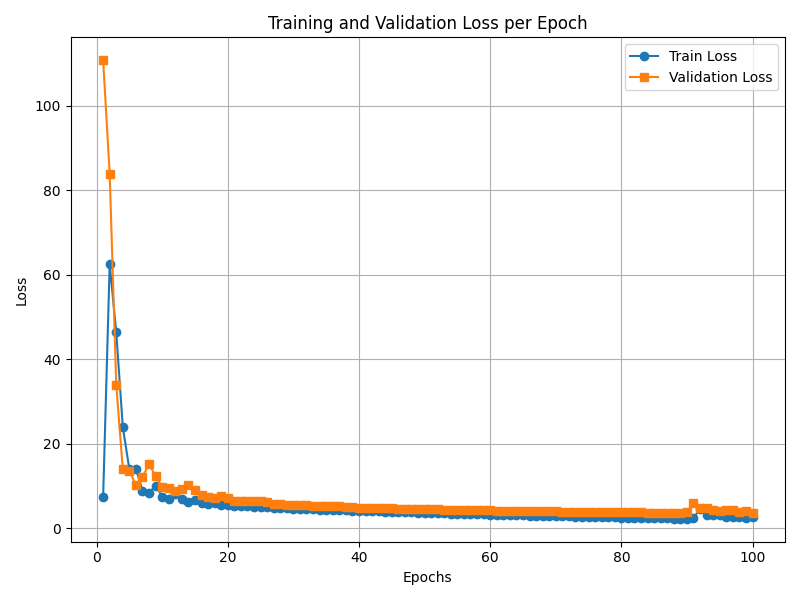 Training and Validation Loss per Epoch
Train Loss
Validation Loss
Loss
100
80
60
40
20
0
0 20 40 60 80 100
Epochs